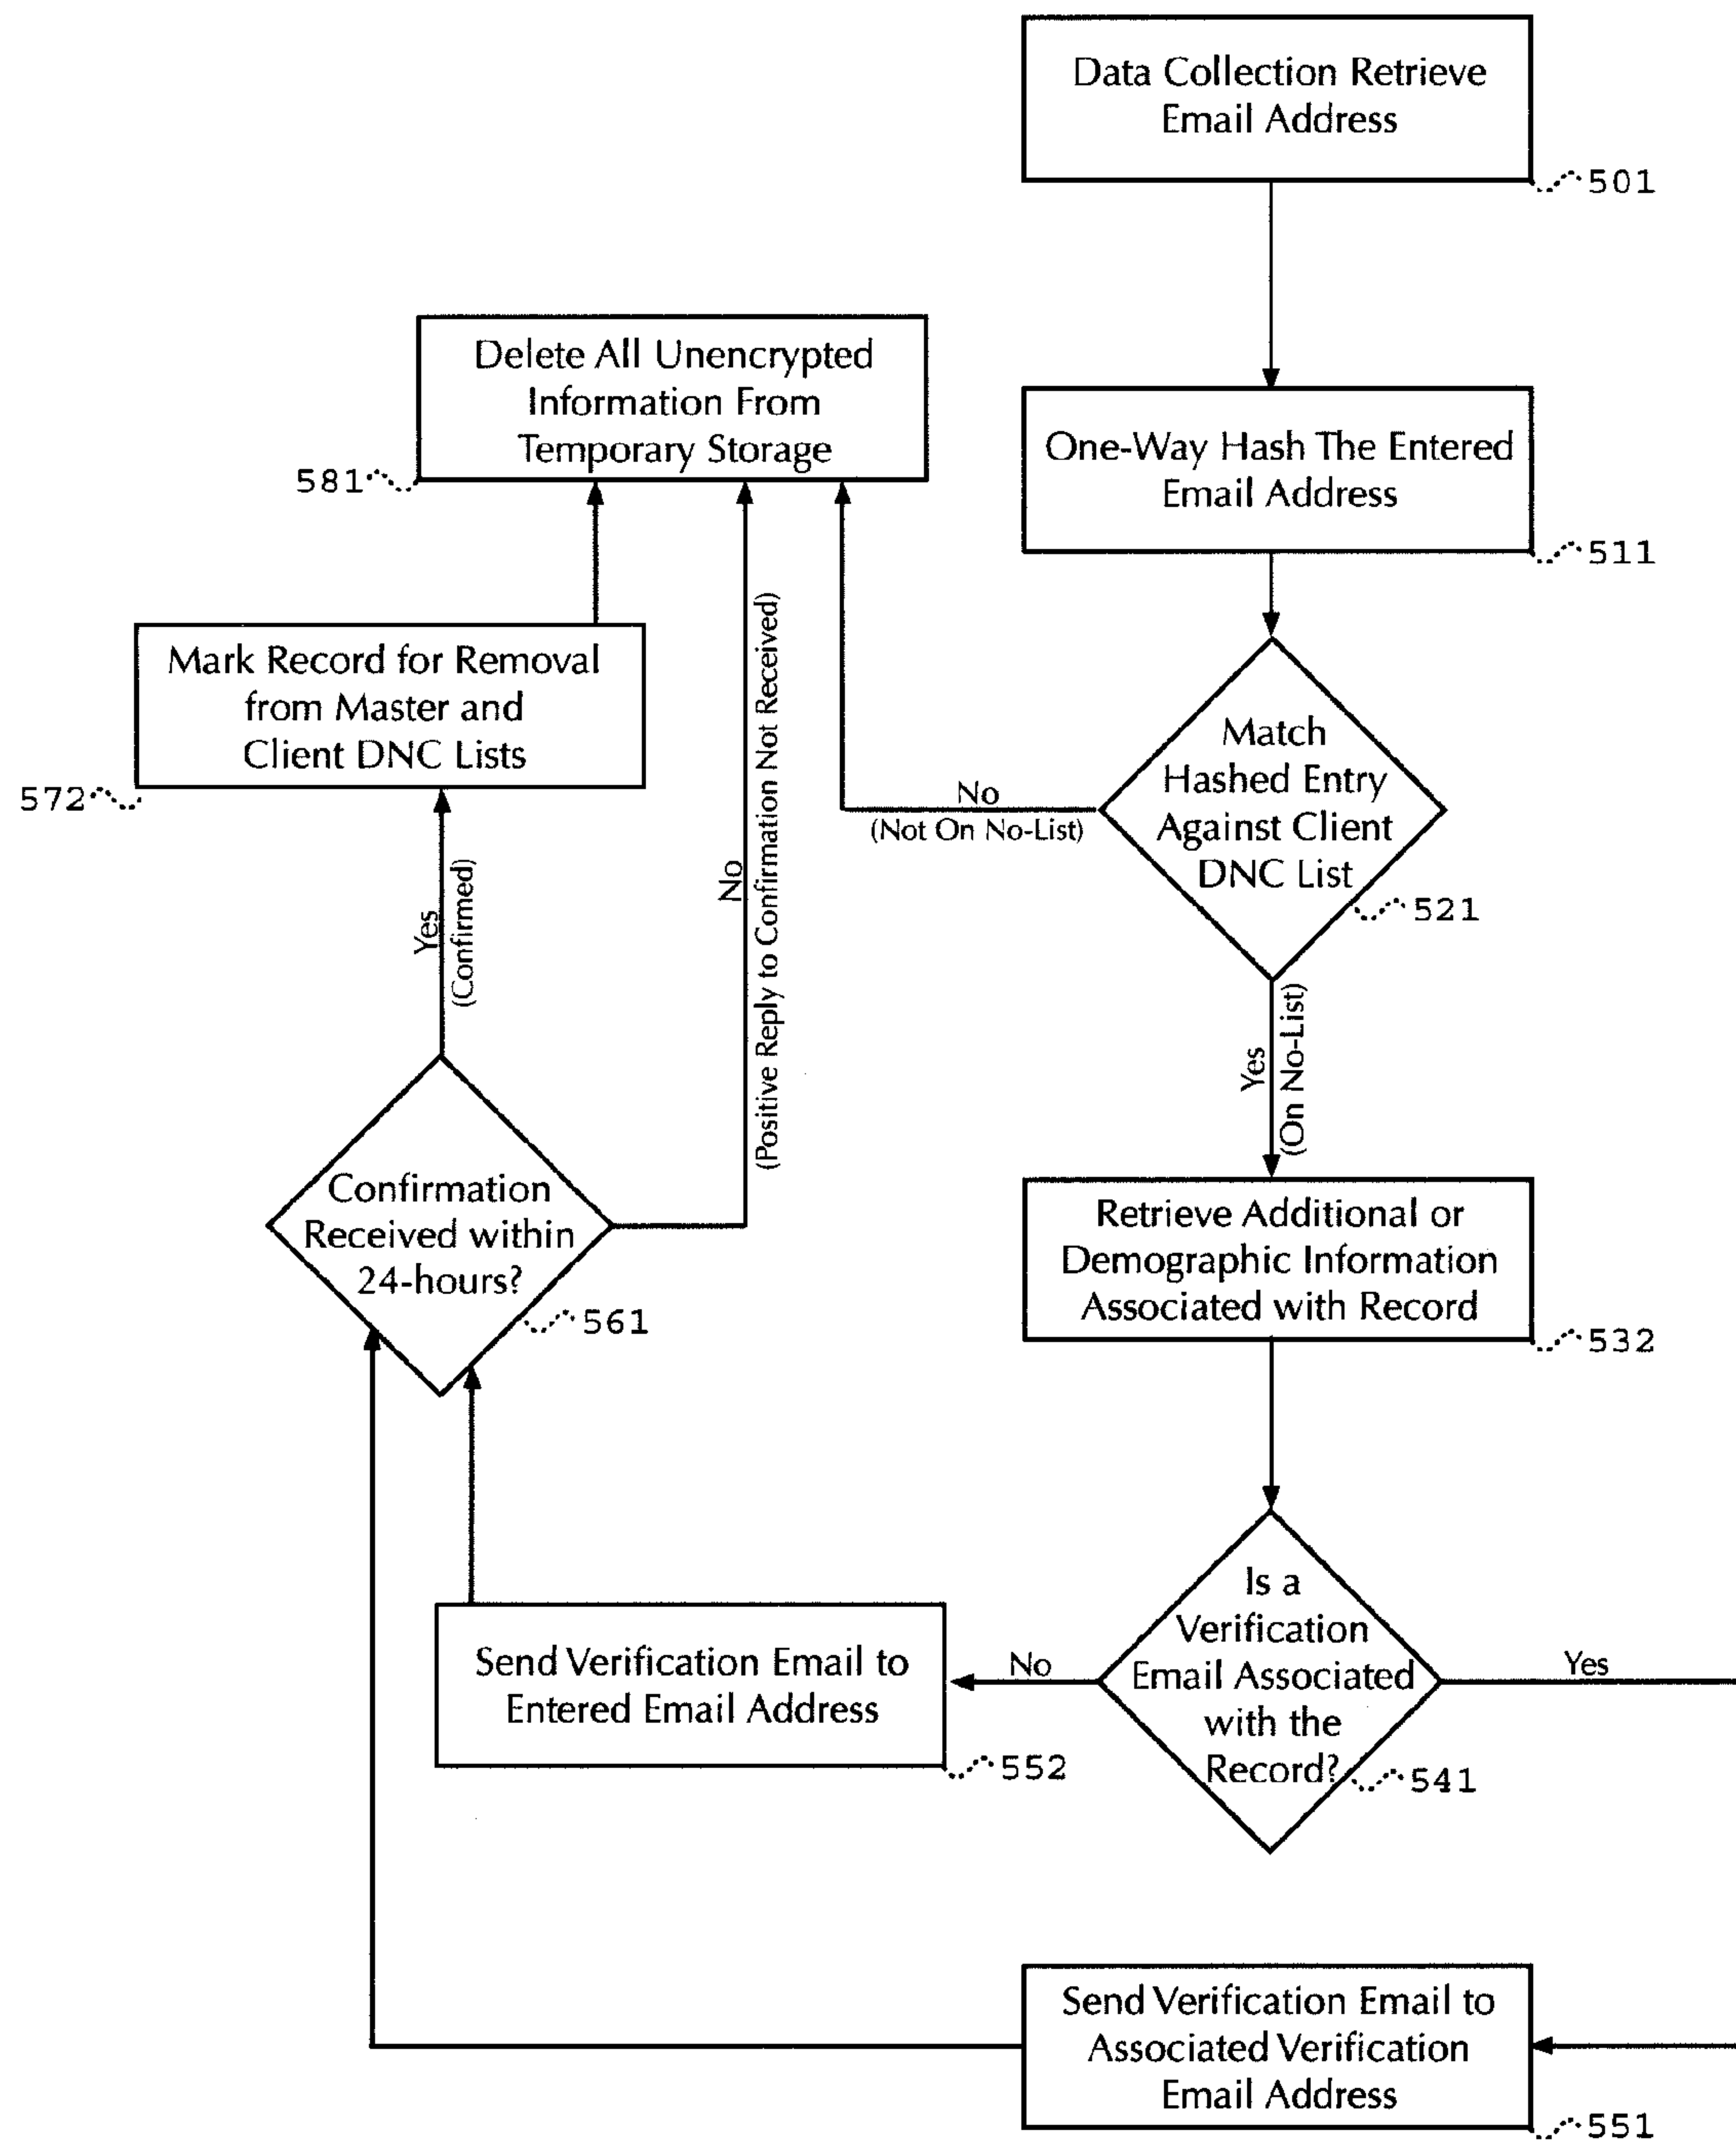 Data Collection Retrieve
Email Address
501
Delete All Unencrypted
Information From
Temporary Storage
581
One-Way Hash The Entered
Email Address
511
Mark Record for Removal
from Master and
Client DNC Lists
572
Match
Hashed Entry
Against Client
DNC List
521
No
(Not On No-List)
No
(Positive Reply to Confirmation Not Received)
Yes
(Confirmed)
Yes
(On No-List)
Confirmation
Received within
24-hours?
561
Retrieve Additional or
Demographic Information
Associated with Record
532
Is a
Verification
Email Associated
with the
Record?
541
No
Yes
Send Verification Email to
Entered Email Address
552
Send Verification Email to
Associated Verification
Email Address
551